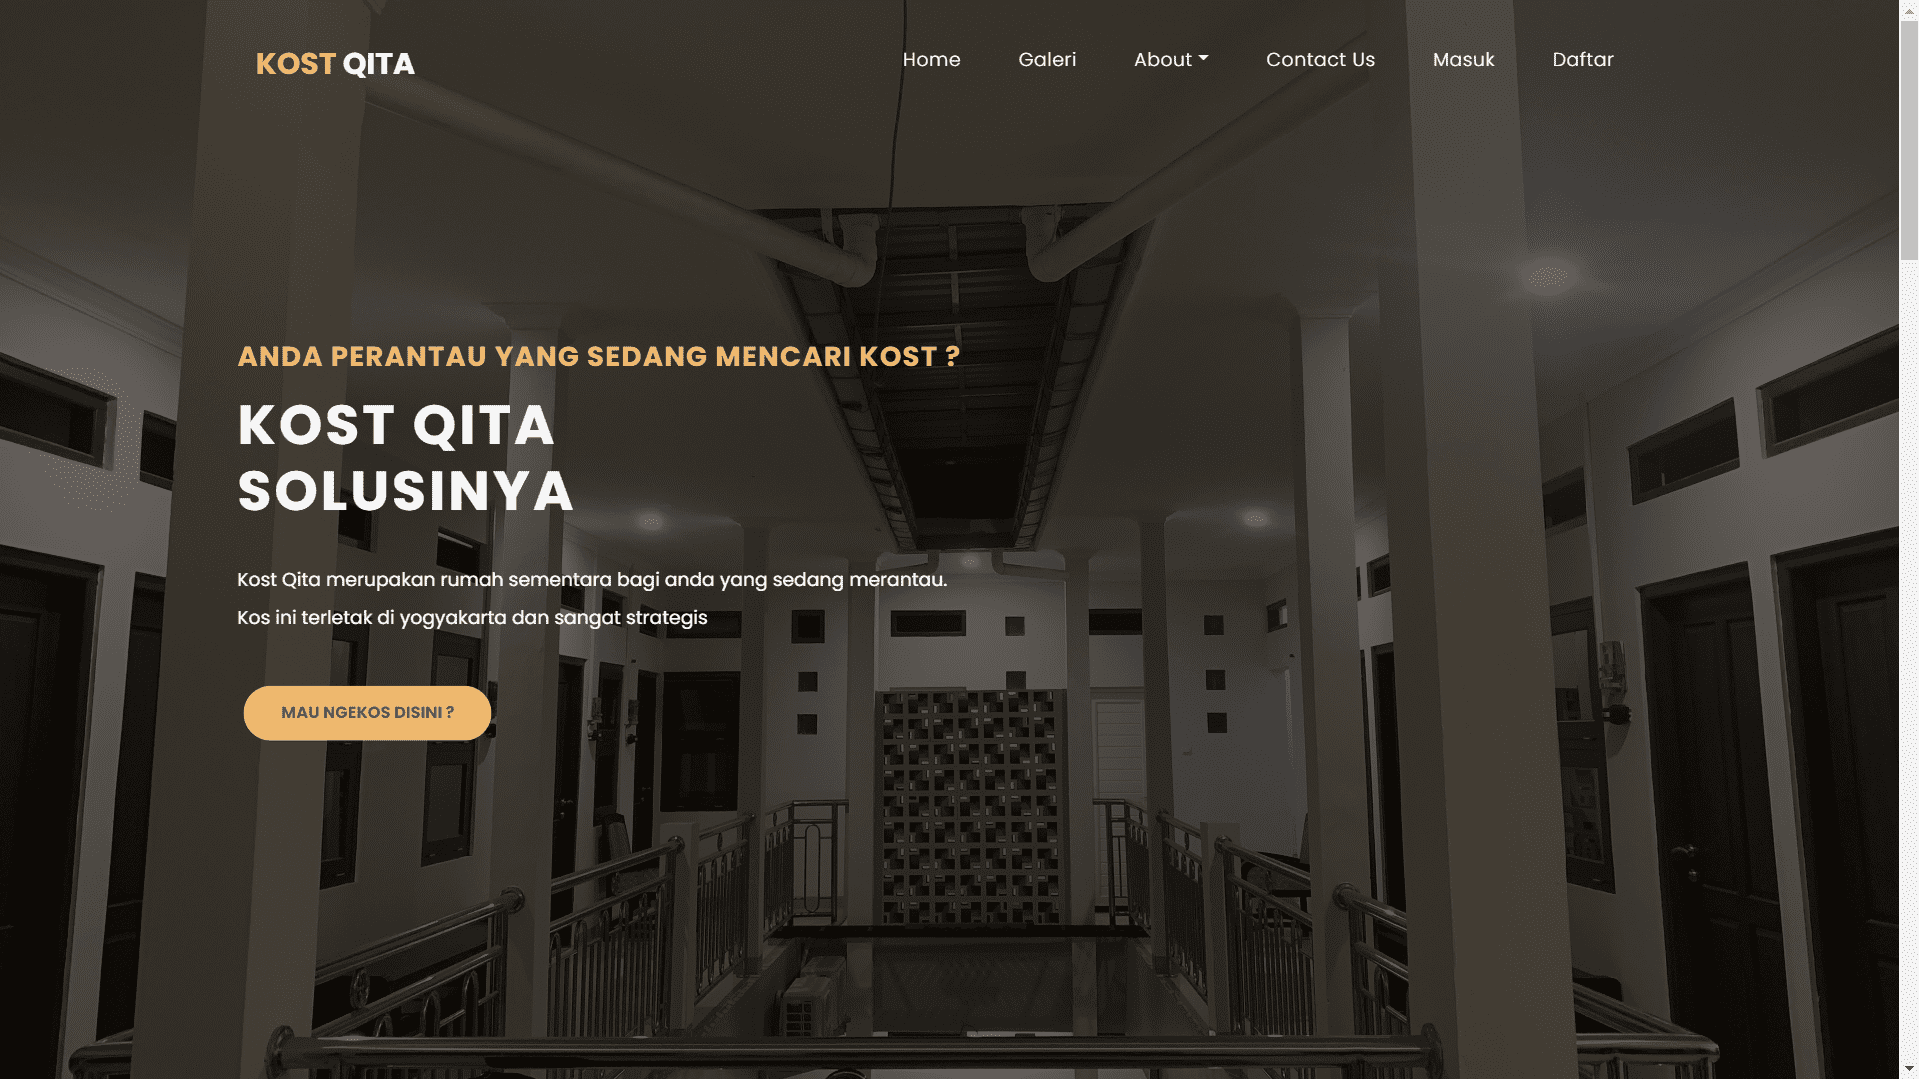 KOST QITA
Home
Galeri
About
Contact Us
Masuk
Daftar
ANDA PERANTAU YANG SEDANG MENCARI KOST ?
KOST QITA
SOLUSINYA
Kost Qita merupakan rumah sementara bagi anda yang sedang merantau.
Kos ini terletak di yogyakarta dan sangat strategis
MAU NGEKOS DISINI ?